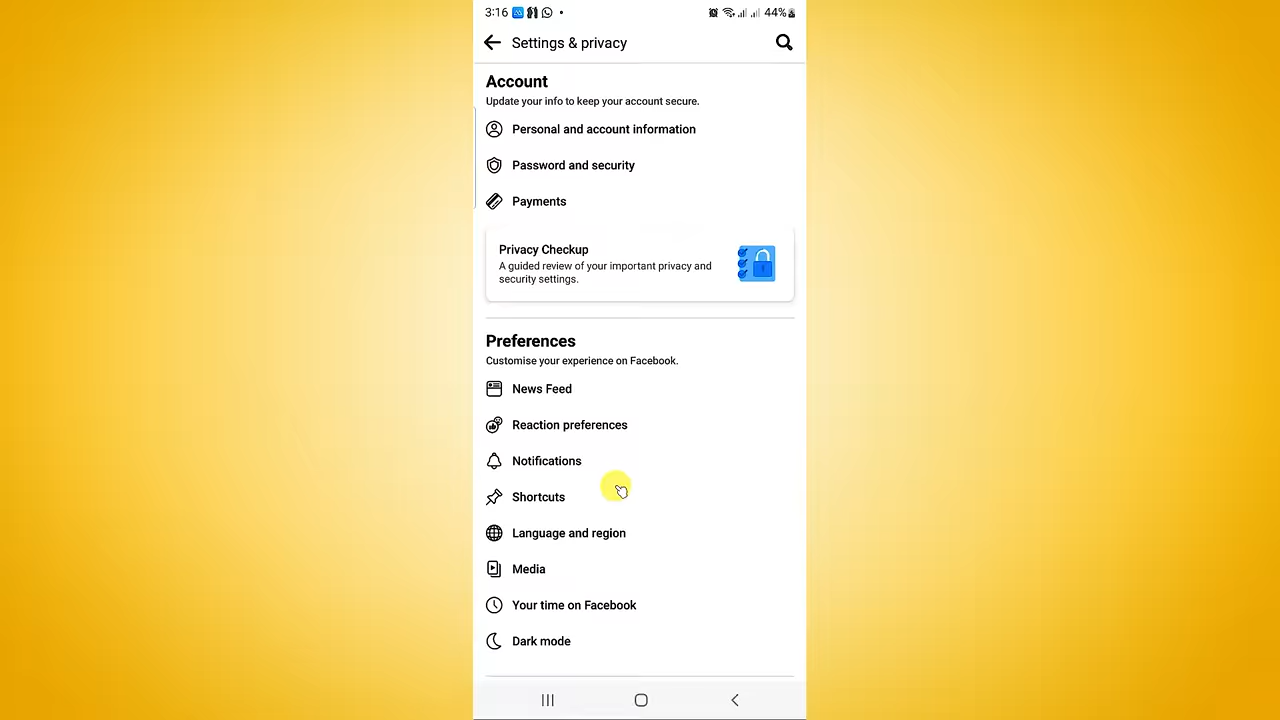 3:16
44%
Settings & privacy
Account
Update your info to keep your account secure.
Personal and account information
Password and security
Payments
Privacy Checkup
A guided review of your important privacy and
security settings.
Preferences
Customise your experience on Facebook.
News Feed
Reaction preferences
Notifications
Shortcuts
Language and region
Media
Your time on Facebook
Dark mode